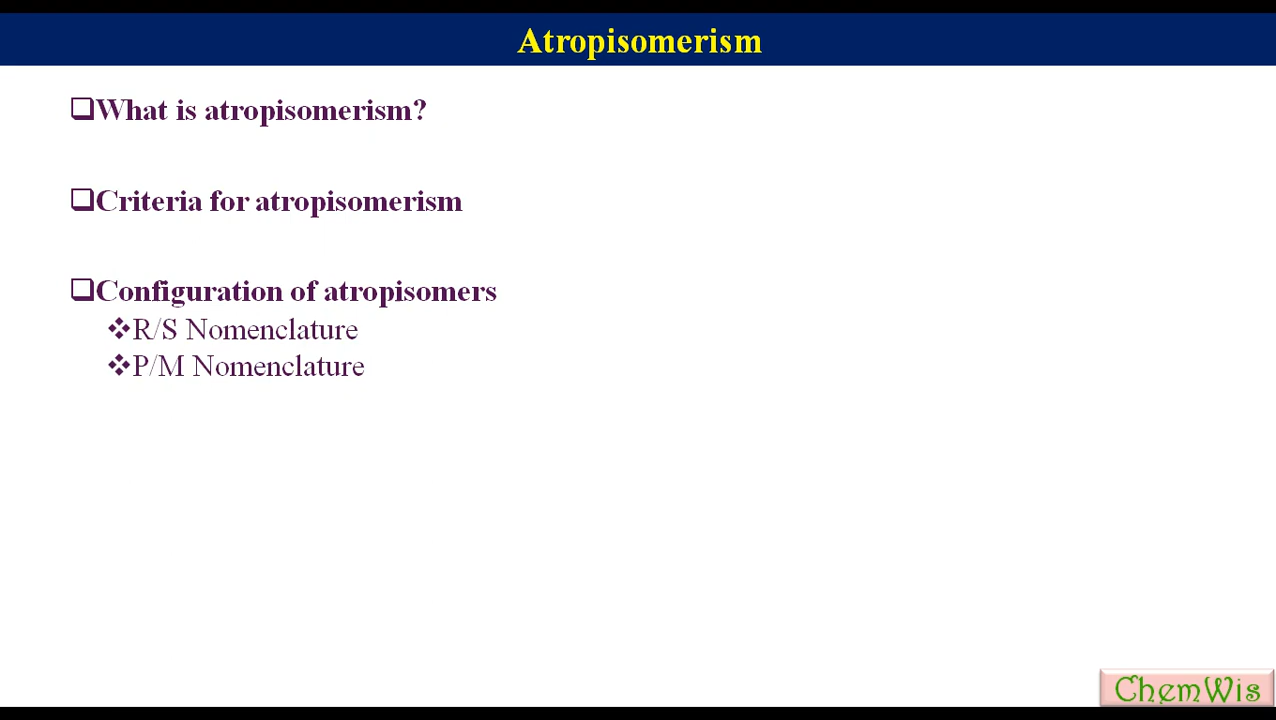 Atropisomerism
❑What is atropisomerism?
❑Criteria for atropisomerism
❑Configuration of atropisomers
❖R/S Nomenclature
❖P/M Nomenclature
ChemWis